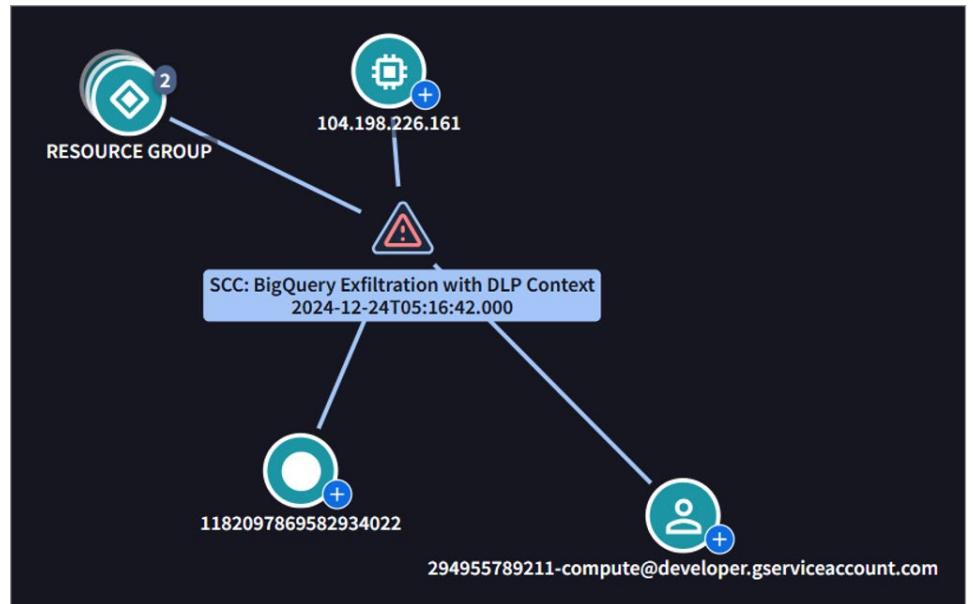 2
104.198.226.161
RESOURCE GROUP
SCC: BigQuery Exfiltration with DLP Context
2024-12-24T05:16:42.000
1182097869582934022
294955789211-compute@developer.gserviceaccount.com